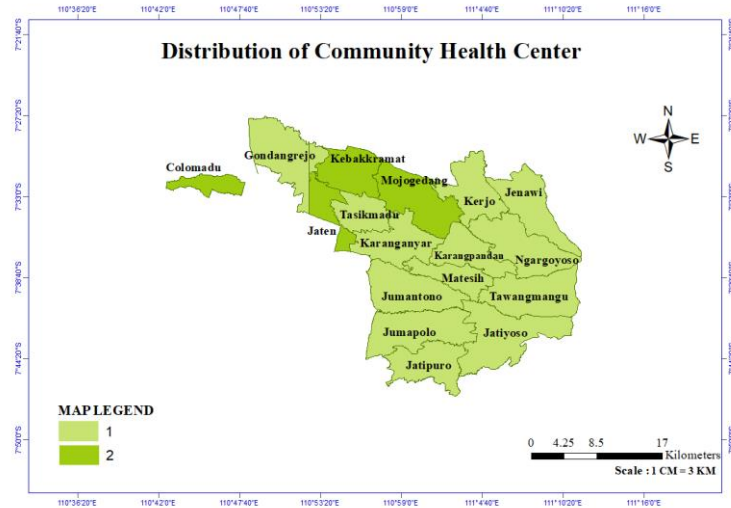 110°36'20"E 110°42'0"E 110°47'40"E 110°53'20"E 110°59'0"E 111°4'40"E 111°10'20"E 111°16'0"E
7°21'40"S
Distribution of Community Health Center
7°27'20"S
N
W E
S
Gondangrejo
Kebakkramat
Colomadu
Mojogedang
Jenawi
Kerjo
7°33'0"S
Tasikmadu
Jaten
Karanganyar
Karangpandan
Ngargoyoso
Matesih
7°38'40"S
Jumantono
Tawangmangu
Jumapolo
Jatiyoso
7°44'20"S
Jatipuro
MAP LEGEND
1
2
0 4.25 8.5 17
Kilometers
Scale : 1 CM = 3 KM
7°50'0"S
110°36'20"E 110°42'0"E 110°47'40"E 110°53'20"E 110°59'0"E 111°4'40"E 111°10'20"E 111°16'0"E